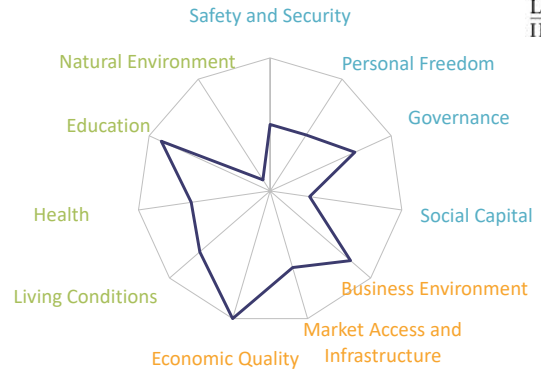 Safety and Security
Natural Environment
Personal Freedom
Education
Governance
Health
Social Capital
Living Conditions
Business Environment
Market Access and
Infrastructure
Economic Quality